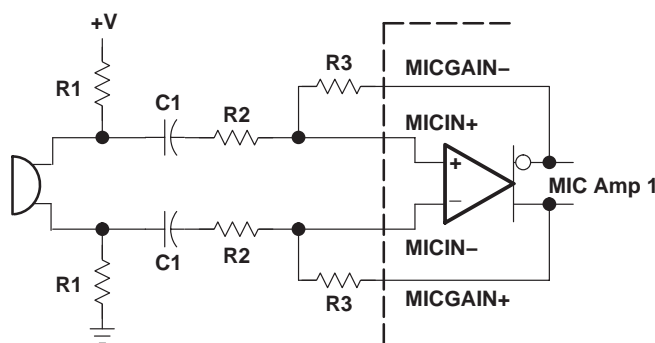 +V
R1
C1
R2
R3
MICGAIN−
MICIN+
+
MIC Amp 1
−
MICIN−
C1
R2
R1
R3
MICGAIN+